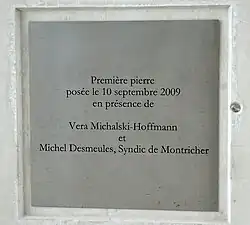 Première pierre
posée le 10 septembre 2009
en présence de
Vera Michalski-Hoffmann
et
Michel Desmeules, Syndic de Montricher